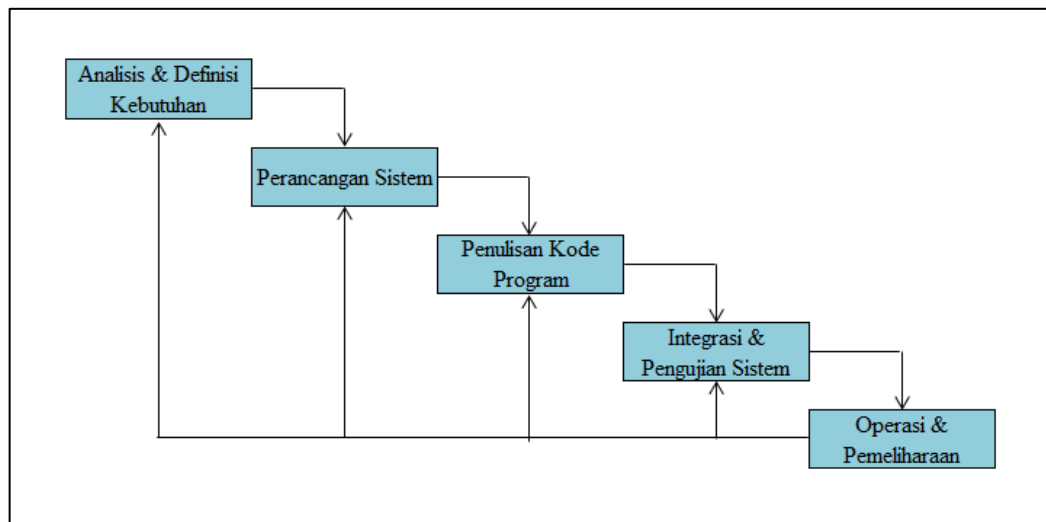 Analisis & Definisi
Kebutuhan
Perancangan Sistem
Penulisan Kode
Program
Integrasi &
Pengujian Sistem
Operasi &
Pemeliharaan